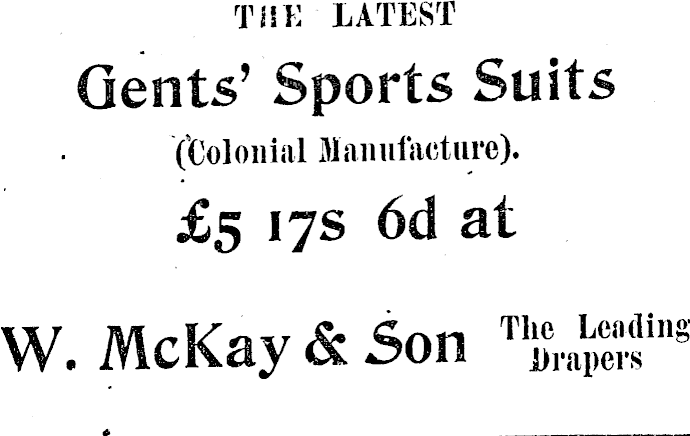 THE LATEST
Gents' Sports Suits
(Colonial Manufacture).
£5 17s 6d at
W. McKay & Son
The Leading
Drapers